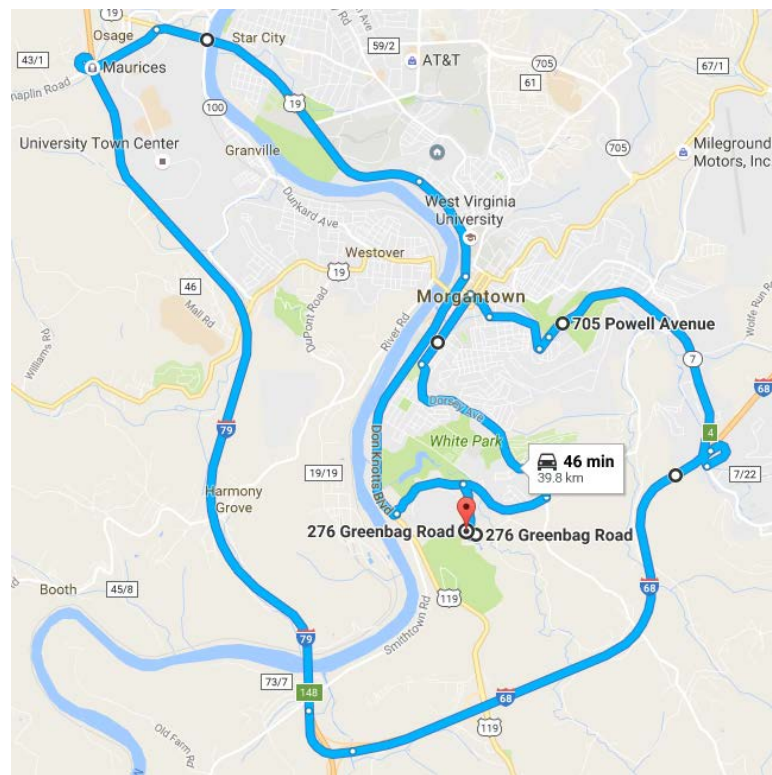 19
Osage
Star City
43/1
Maurices
59/2
AT&T
705
67/1
61
haplin Road
100
19
University Town Center
Granville
705
Mileground
Motors, Inc
Dunkard Ave
West Virginia
University
Westover
19
46
Mall Rd
DuPont Road
River Rd
Morgantown
705 Powell Avenue
Williams Rd
Wolfe Run Rd
7
68
Dorsey Ave
79
Don Knotts Blvd
White Park
4
46 min
39.8 km
7/22
19/19
Harmony
Grove
276 Greenbag Road
276 Greenbag Road
Booth
45/8
119
68
Smithtown Rd
79
73/7
148
68
119
Old Farm Rd